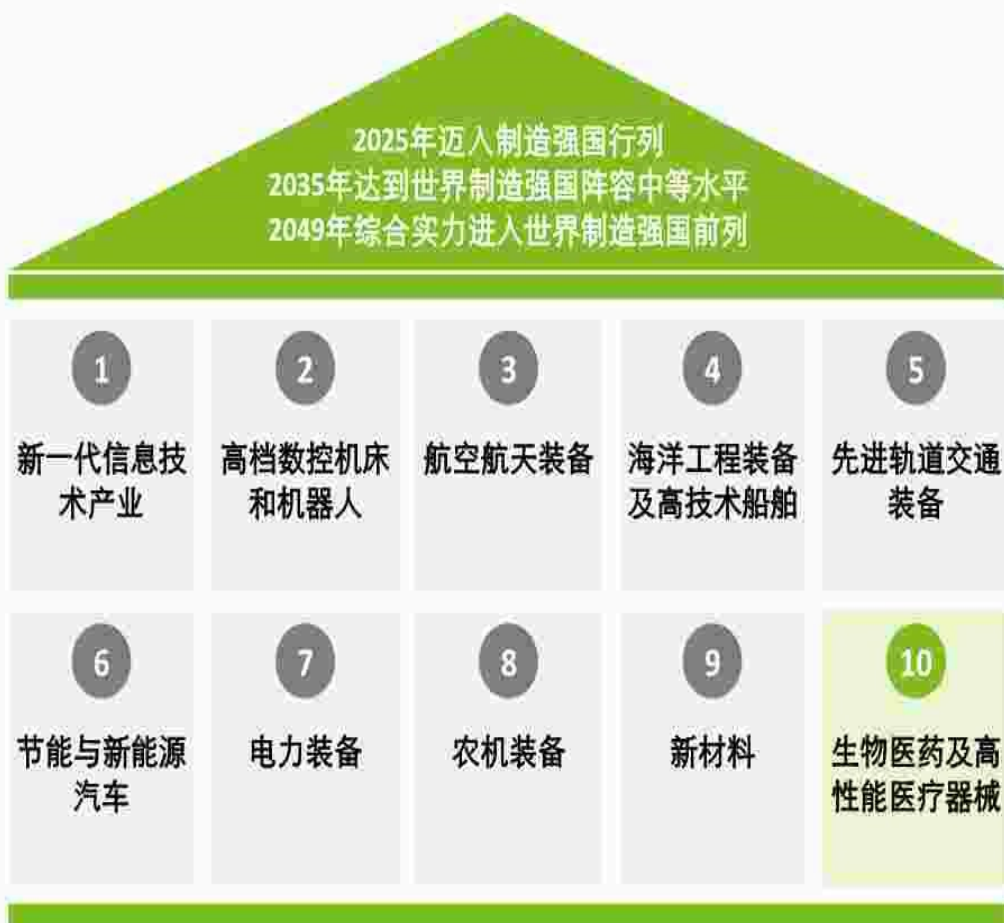 2025年迈入制造强国行列
2035年达到世界制造强国阵容中等水平
2049年综合实力进入世界制造强国前列
1
新一代信息技
术产业
2
高档数控机床
和机器人
3
航空航天装备
4
海洋工程装备
及高技术船舶
5
先进轨道交通
装备
6
节能与新能源
汽车
7
电力装备
8
农机装备
9
新材料
10
生物医药及高
性能医疗器械